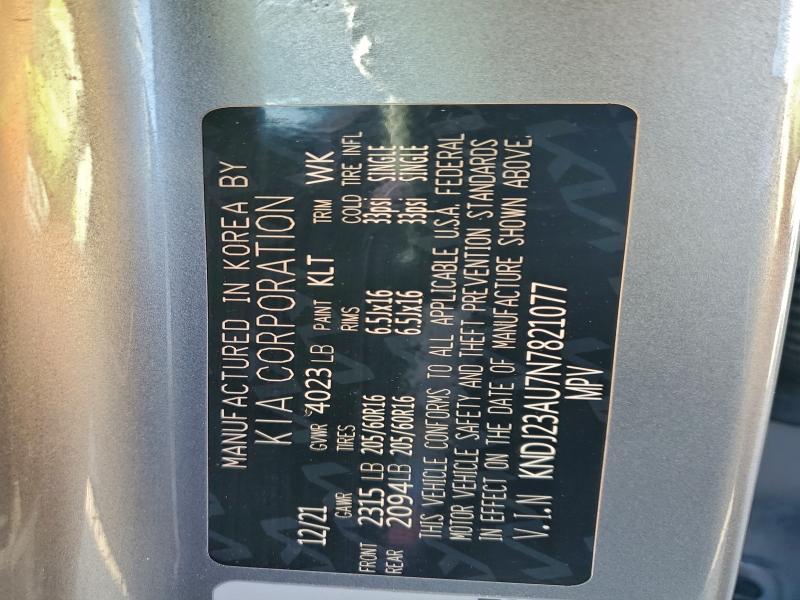 MANUFACTURED IN KOREA BY
KIA CORPORATION
12/21 GVWR 4023 LB PAINT KLT TRIM WK
GAWR TIRES RIMS COLD TIRE INFL
FRONT 2315 LB 205/60R16 6.5Jx16 33psi SINGLE
REAR 2094LB 205/60R16 6.5Jx16 33psi SINGLE
THIS VEHICLE CONFORMS TO ALL APPLICABLE U.S.A. FEDERAL
MOTOR VEHICLE SAFETY AND THEFT PREVENTION STANDARDS
IN EFFECT ON THE DATE OF MANUFACTURE SHOWN ABOVE.
V.I.N KNDJ23AU7N7821077
MPV